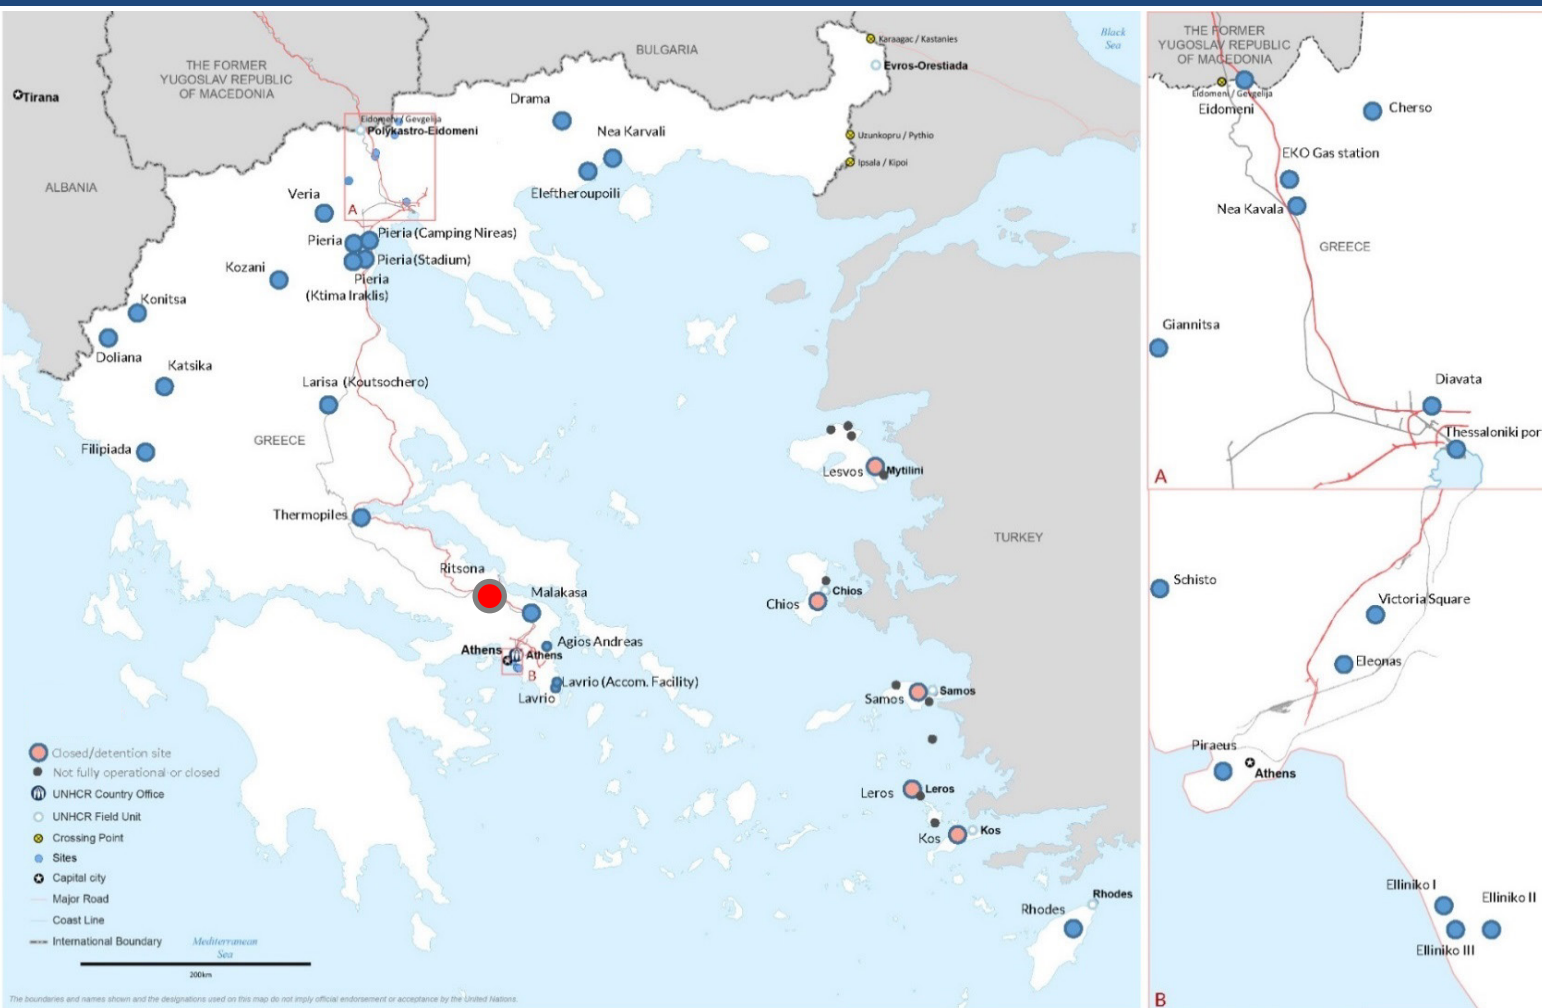 BULGARIA
Black
Sea
THE FORMER
YUGOSLAV REPUBLIC
OF MACEDONIA
Karaagac / Kastanies
Evros-Orestiada
Tirana
Drama
Eidomeni / Gevgelija
Polykastro-Eidomeni
Nea Karvali
Uzunkopru / Pythio
Ipsala / Kipoi
ALBANIA
Veria
A
Eleftheroupoili
Pieria
Pieria (Camping Nireas)
Pieria (Stadium)
Kozani
Pieria
(Ktima Iraklis)
Konitsa
Doliana
Katsika
Larisa (Koutsochero)
GREECE
Filipiada
Lesvos
Mytilini
Thermopiles
TURKEY
Ritsona
Malakasa
Chios
Chios
Athens
Athens
Agios Andreas
B
Lavrio (Accom. Facility)
Lavrio
Samos
Samos
Leros
Leros
Kos
Kos
Rhodes
Rhodes
Closed/detention site
Not fully operational or closed
UNHCR Country Office
UNHCR Field Unit
Crossing Point
Sites
Capital city
Major Road
Coast Line
International Boundary
Mediterranean
Sea
200km
The boundaries and names shown and the designations used on this map do not imply official endorsement or acceptance by the United Nations.
THE FORMER
YUGOSLAV REPUBLIC
OF MACEDONIA
Eidomeni / Gevgelija
Eidomeni
Cherso
EKO Gas station
Nea Kavala
GREECE
Giannitsa
Diavata
Thessaloniki por
A
Schisto
Victoria Square
Eleonas
Piraeus
Athens
Elliniko I
Elliniko II
Elliniko III
B